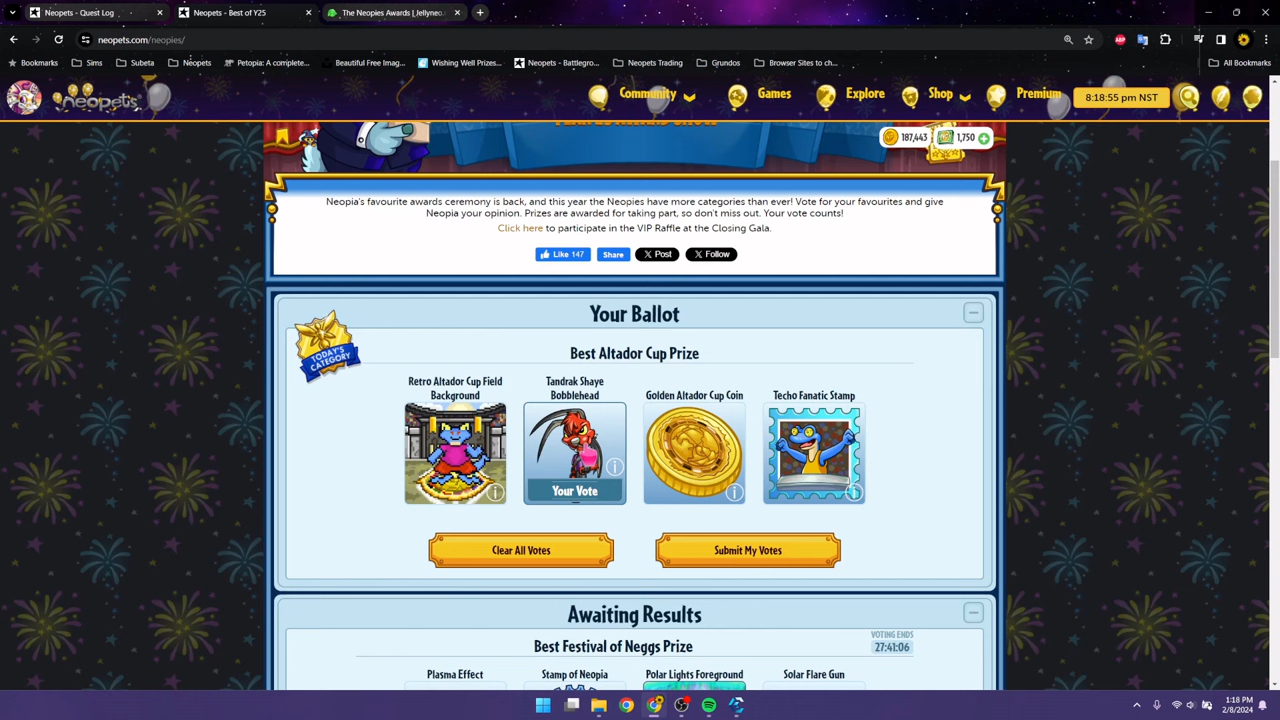 Neopets - Quest Log
Neopets - Best of Y25
The Neopies Awards | Jellyneo
neopets.com/neopies/
Bookmarks
Sims
Subeta
Neopets
Petopia: A complete...
Beautiful Free Imag...
Wishing Well Prizes...
Neopets - Battlegro...
Neopets Trading
Grundos
Browser Sites to ch...
All Bookmarks
neopets
Community
Games
Explore
Shop
Premium
8:18:55 pm NST
187,443
1,750
Neopia's favourite awards ceremony is back, and this year the Neopies have more categories than ever! Vote for your favourites and give
Neopia your opinion. Prizes are awarded for taking part, so don't miss out. Your vote counts!
Click here to participate in the VIP Raffle at the Closing Gala.
Like 147
Share
X Post
X Follow
Your Ballot
TODAY'S
CATEGORY
Best Altador Cup Prize
Retro Altador Cup Field
Background
Tandrak Shaye
Bobblehead
Golden Altador Cup Coin
Techo Fanatic Stamp
Your Vote
Clear All Votes
Submit My Votes
Awaiting Results
VOTING ENDS
27:41:06
Best Festival of Neggs Prize
Plasma Effect
Stamp of Neopia
Polar Lights Foreground
Solar Flare Gun
1:18 PM
2/8/2024